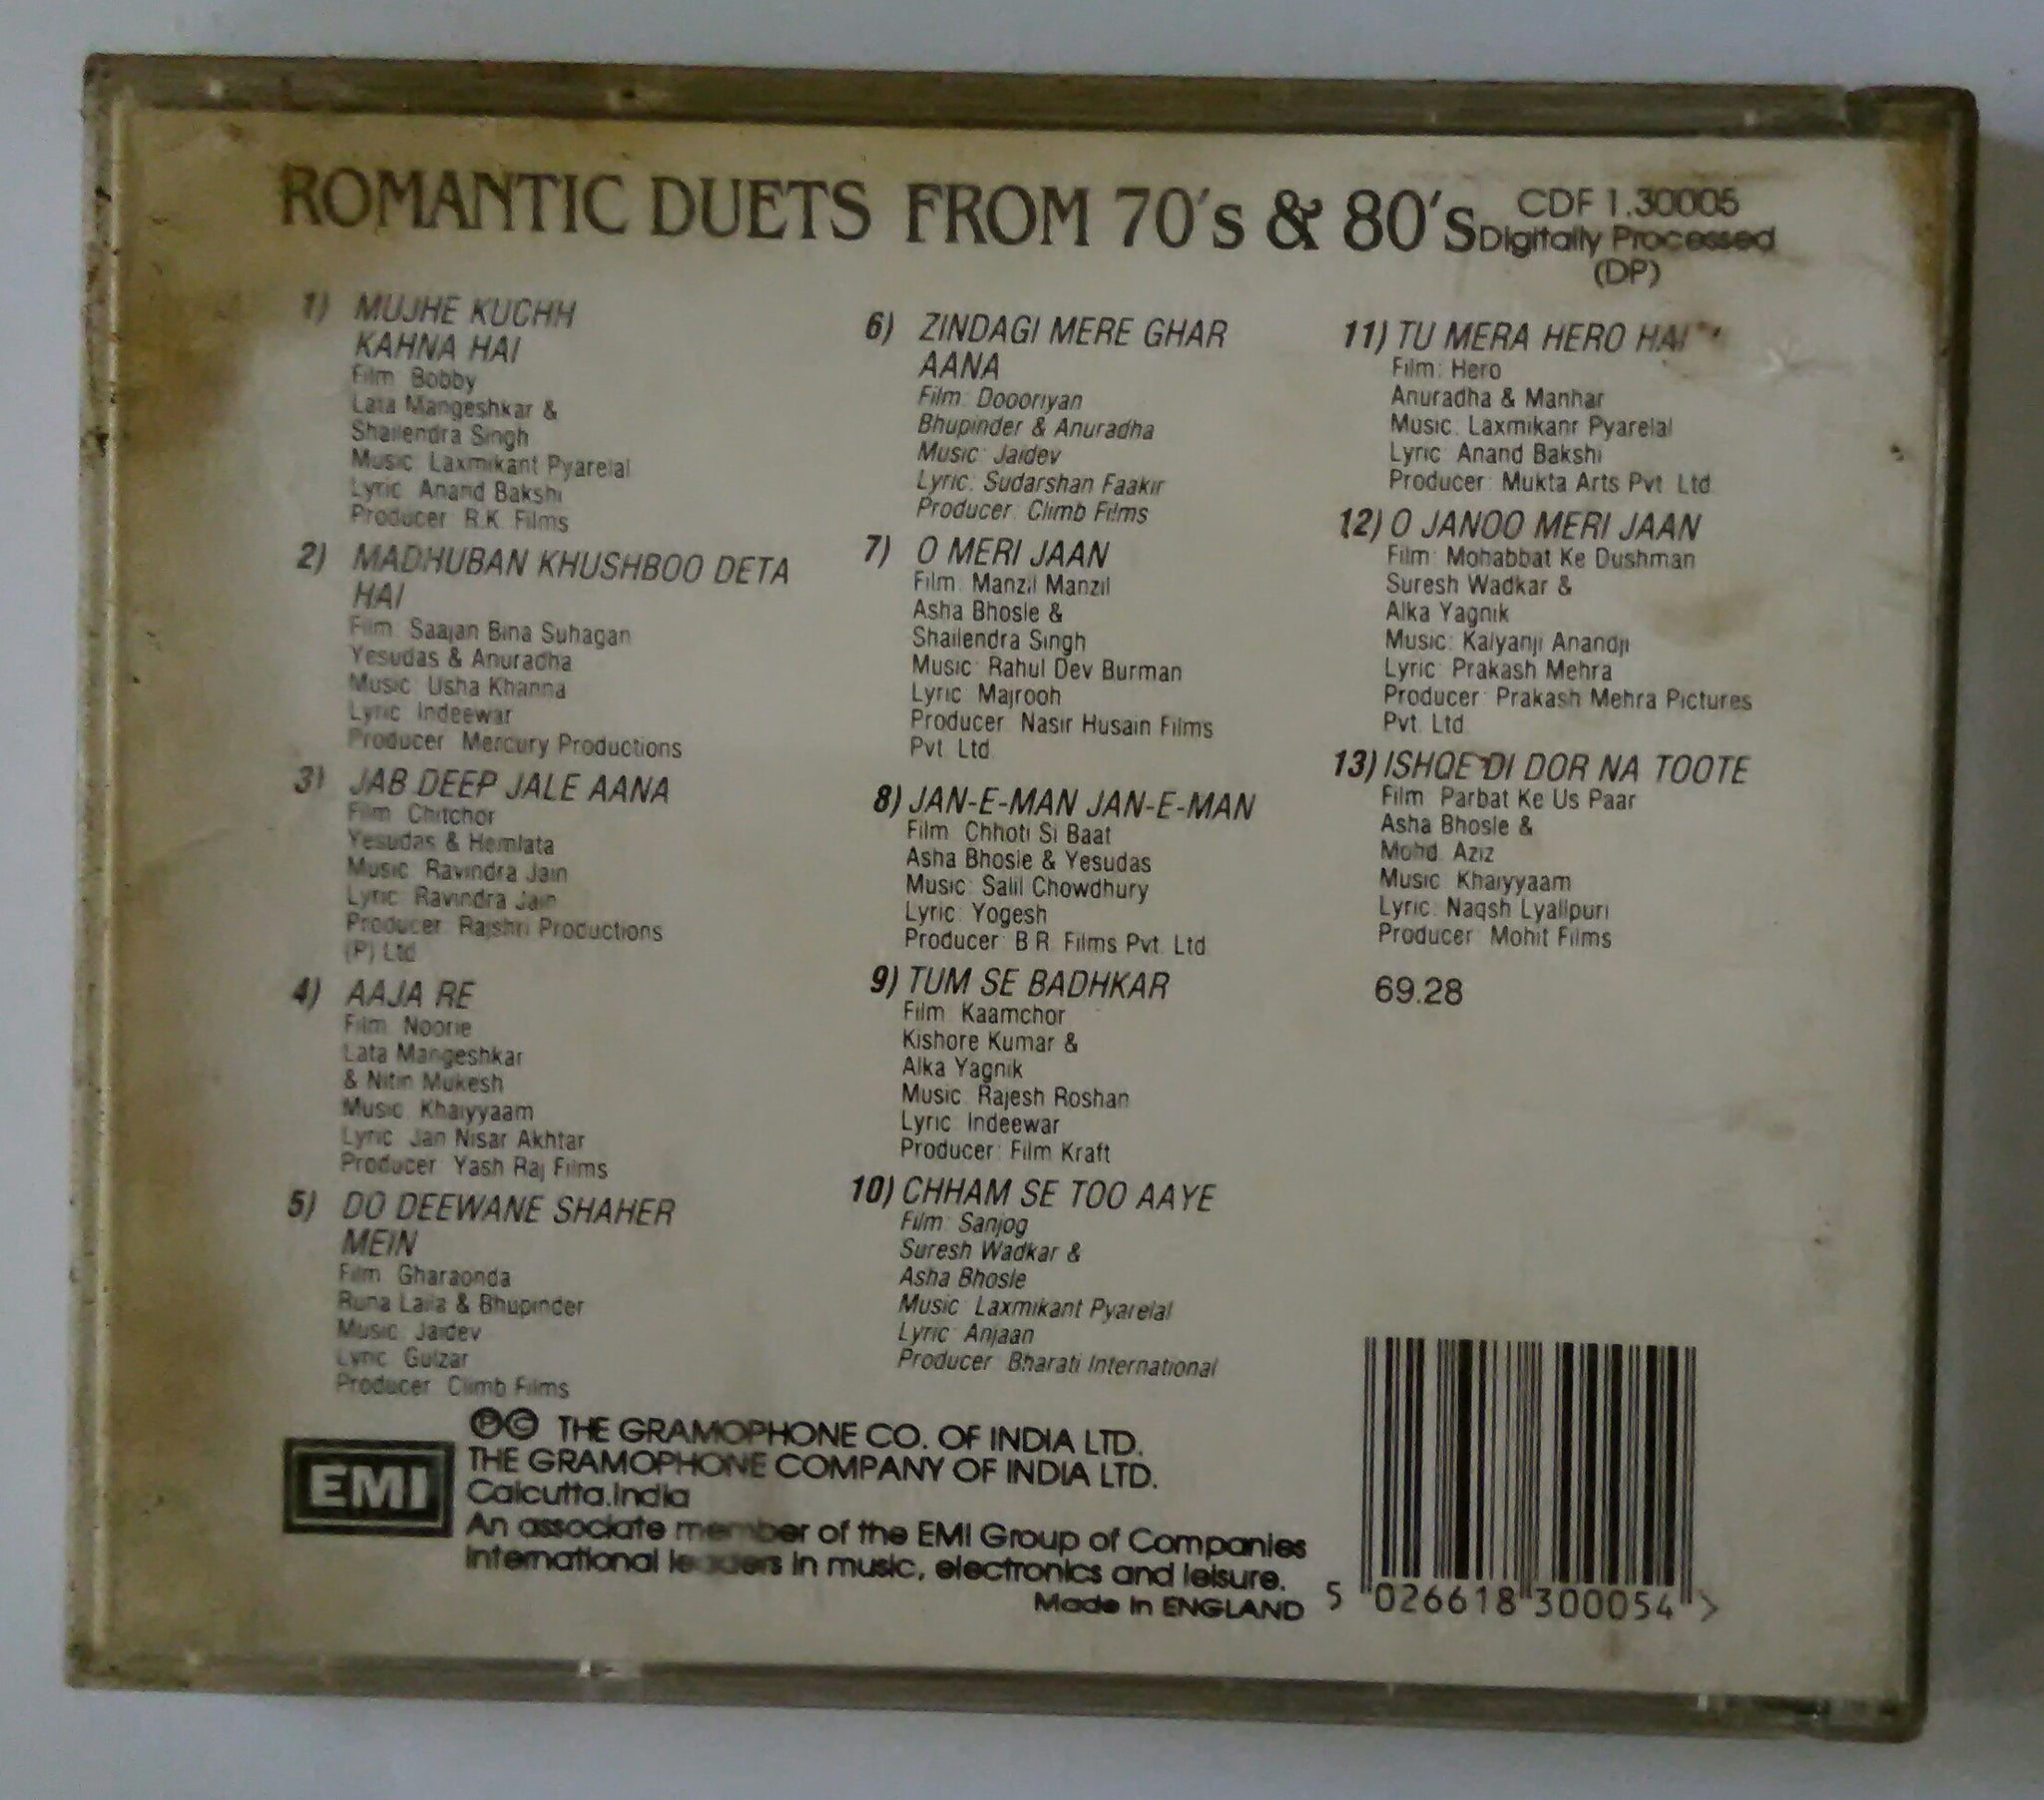 ROMANTIC DUETS FROM 70's & 80's
CDF 1.30005
Digitally Processed
(DP)
1) MUJHE KUCHH
KAHNA HAI
Film: Bobby
Lata Mangeshkar &
Shailendra Singh
Music: Laxmikant Pyarelal
Lyric: Anand Bakshi
Producer: R.K. Films
2) MADHUBAN KHUSHBOO DETA
HAI
Film: Saajan Bina Suhagan
Yesudas & Anuradha
Music: Usha Khanna
Lyric: Indeewar
Producer: Mercury Productions
3) JAB DEEP JALE AANA
Film: Chitchor
Yesudas & Hemlata
Music: Ravindra Jain
Lyric: Ravindra Jain
Producer: Rajshri Productions
(P) Ltd.
4) AAJA RE
Film: Noorie
Lata Mangeshkar
& Nitin Mukesh
Music: Khaiyyaam
Lyric: Jan Nisar Akhtar
Producer: Yash Raj Films
5) DO DEEWANE SHAHER
MEIN
Film: Gharaonda
Runa Laila & Bhupinder
Music: Jaidev
Lyric: Gulzar
Producer: Climb Films
6) ZINDAGI MERE GHAR
AANA
Film: Doooriyan
Bhupinder & Anuradha
Music: Jaidev
Lyric: Sudarshan Faakir
Producer: Climb Films
7) O MERI JAAN
Film: Manzil Manzil
Asha Bhosle &
Shailendra Singh
Music: Rahul Dev Burman
Lyric: Majrooh
Producer: Nasir Husain Films
Pvt. Ltd.
8) JAN-E-MAN JAN-E-MAN
Film: Chhoti Si Baat
Asha Bhosle & Yesudas
Music: Salil Chowdhury
Lyric: Yogesh
Producer: B.R. Films Pvt. Ltd.
9) TUM SE BADHKAR
Film: Kaamchor
Kishore Kumar &
Alka Yagnik
Music: Rajesh Roshan
Lyric: Indeewar
Producer: Film Kraft
10) CHHAM SE TOO AAYE
Film: Sanjog
Suresh Wadkar &
Asha Bhosle
Music: Laxmikant Pyarelal
Lyric: Anjaan
Producer: Bharati International
11) TU MERA HERO HAI
Film: Hero
Anuradha & Manhar
Music: Laxmikanr Pyarelal
Lyric: Anand Bakshi
Producer: Mukta Arts Pvt. Ltd.
12) O JANOO MERI JAAN
Film: Mohabbat Ke Dushman
Suresh Wadkar &
Alka Yagnik
Music: Kalyanji Anandji
Lyric: Prakash Mehra
Producer: Prakash Mehra Pictures
Pvt. Ltd.
13) ISHQE DI DOR NA TOOTE
Film: Parbat Ke Us Paar
Asha Bhosle &
Mohd. Aziz
Music: Khaiyyaam
Lyric: Naqsh Lyallpuri
Producer: Mohit Films
69.28
EMI
Ⓟ© THE GRAMOPHONE CO. OF INDIA LTD.
THE GRAMOPHONE COMPANY OF INDIA LTD.
Calcutta.India
An associate member of the EMI Group of Companies
International leaders in music, electronics and leisure.
Made in ENGLAND
5 026618 300054 >